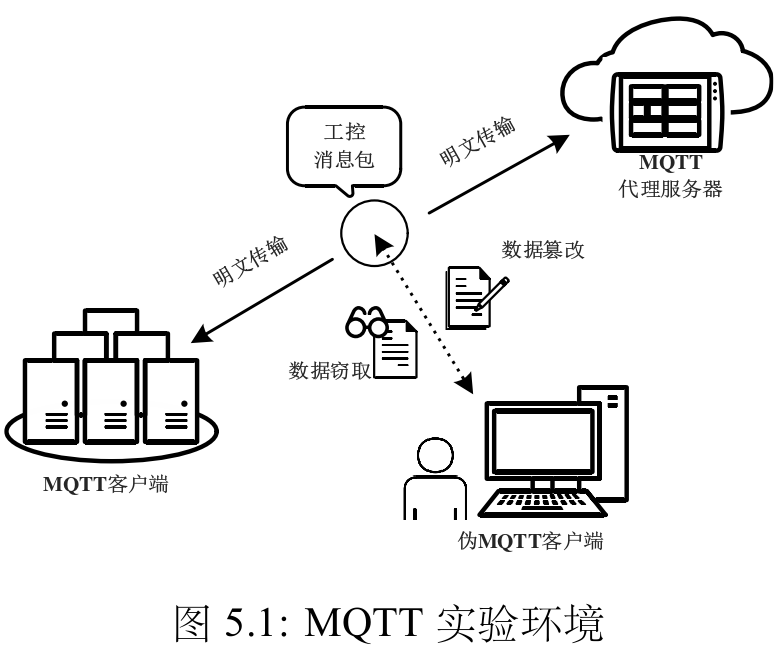 工控
消息包
明文传输
MQTT
代理服务器
明文传输
数据篡改
数据窃取
MQTT客户端
伪MQTT客户端
图 5.1: MQTT 实验环境